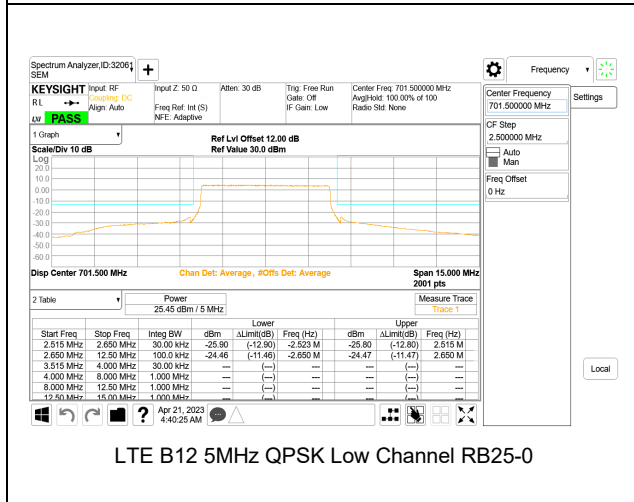 Spectrum Analyzer,ID:32061
SEM
+
Frequency
KEYSIGHT
RL
LXI
PASS
Input: RF
Coupling: DC
Align: Auto
Input Z: 50 Ω
Freq Ref: Int (S)
NFE: Adaptive
Atten: 30 dB
Trig: Free Run
Gate: Off
IF Gain: Low
Center Freq: 701.500000 MHz
Avg|Hold: 100.00% of 100
Radio Std: None
Center Frequency
701.500000 MHz
Settings
CF Step
2.500000 MHz
Auto
Man
Freq Offset
0 Hz
Local
1 Graph
Scale/Div 10 dB
Ref Lvl Offset 12.00 dB
Ref Value 30.0 dBm
Log
20.0
10.0
0.00
-10.0
-20.0
-30.0
-40.0
-50.0
-60.0
Disp Center 701.500 MHz
Chan Det: Average, #Offs Det: Average
Span 15.000 MHz
2001 pts
2 Table
Power
25.45 dBm / 5 MHz
Measure Trace
Trace 1
Lower Upper
Start Freq Stop Freq Integ BW dBm ΔLimit(dB) Freq (Hz) dBm ΔLimit(dB) Freq (Hz)
2.515 MHz 2.650 MHz 30.00 kHz -25.90 (-12.90) -2.523 M -25.80 (-12.80) 2.515 M
2.650 MHz 12.50 MHz 100.0 kHz -24.46 (-11.46) -2.650 M -24.47 (-11.47) 2.650 M
3.515 MHz 4.000 MHz 30.00 kHz --- (---) --- --- (---) ---
4.000 MHz 8.000 MHz 1.000 MHz --- (---) --- --- (---) ---
8.000 MHz 12.50 MHz 1.000 MHz --- (---) --- --- (---) ---
12.50 MHz 15.00 MHz 1.000 MHz --- (---) --- --- (---) ---
?
Apr 21, 2023
4:40:25 AM
LTE B12 5MHz QPSK Low Channel RB25-0